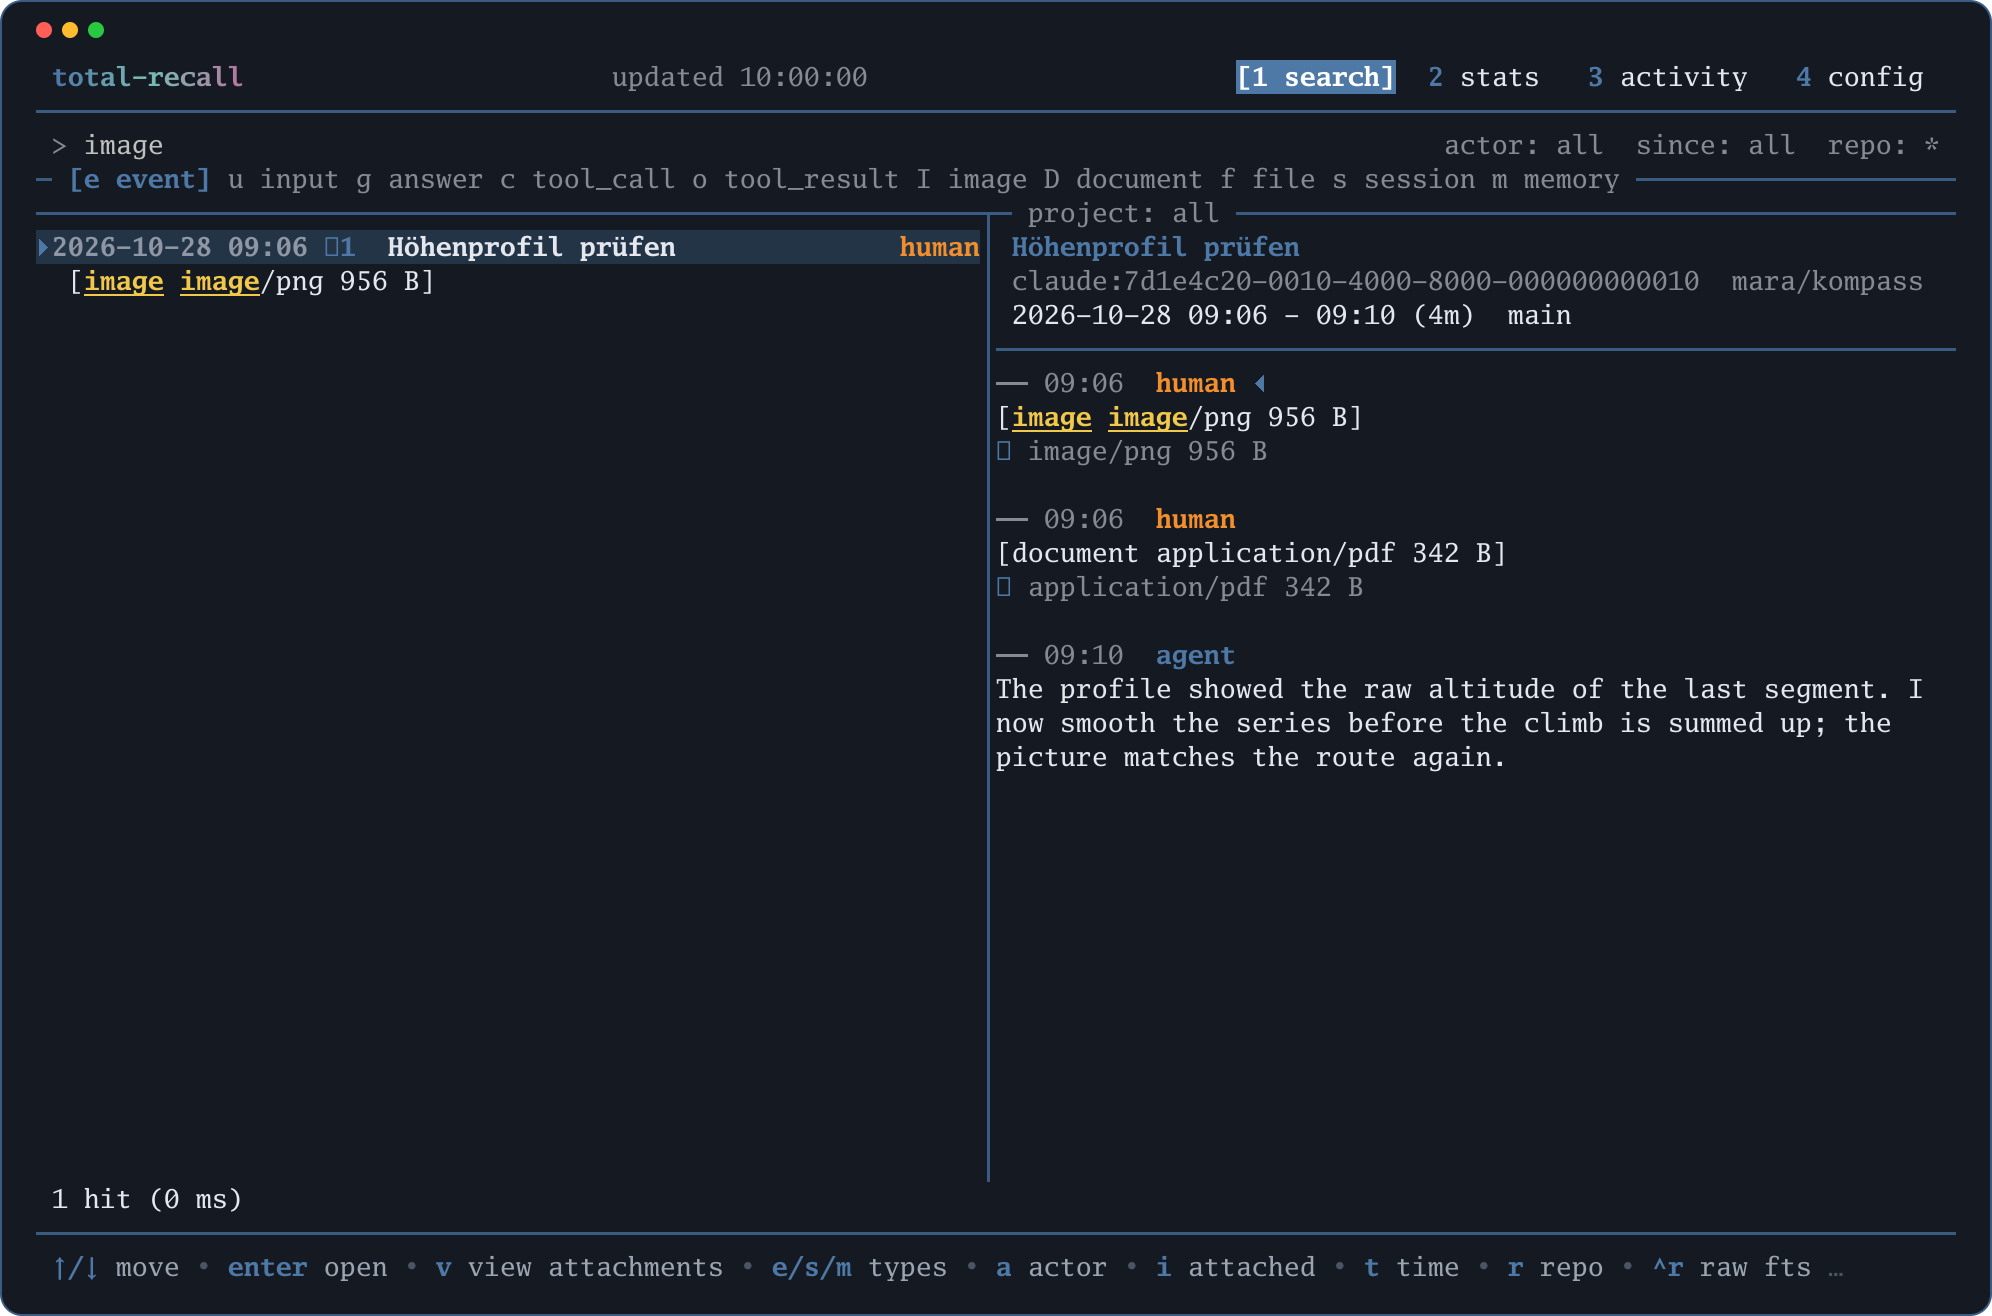 total-recall updated 10:00:00 [1 search] 2 stats 3 activity 4 config
> image actor: all since: all repo: *
[e event] u input g answer c tool_call o tool_result I image D document f file s session m memory
project: all
2026-10-28 09:06 1 Höhenprofil prüfen human
[image image/png 956 B]
Höhenprofil prüfen
claude:7d1e4c20-0010-4000-8000-000000000010 mara/kompass
2026-10-28 09:06 - 09:10 (4m) main
09:06 human
[image image/png 956 B]
image/png 956 B
09:06 human
[document application/pdf 342 B]
application/pdf 342 B
09:10 agent
The profile showed the raw altitude of the last segment. I
now smooth the series before the climb is summed up; the
picture matches the route again.
1 hit (0 ms)
↑/↓ move • enter open • v view attachments • e/s/m types • a actor • i attached • t time • r repo • ^r raw fts …